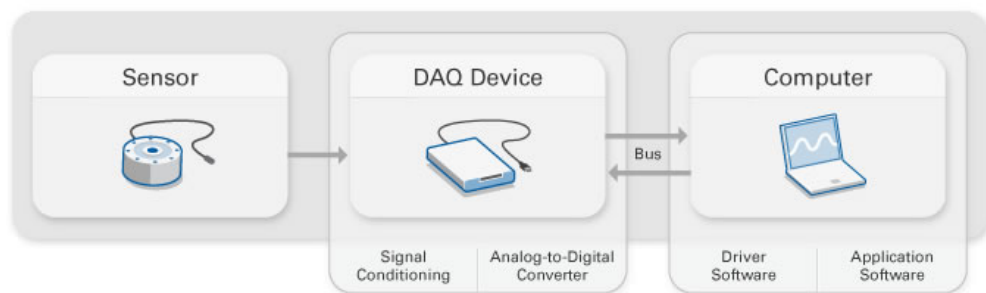 Sensor
DAQ Device
Computer
Bus
Signal
Conditioning
Analog-to-Digital
Converter
Driver
Software
Application
Software